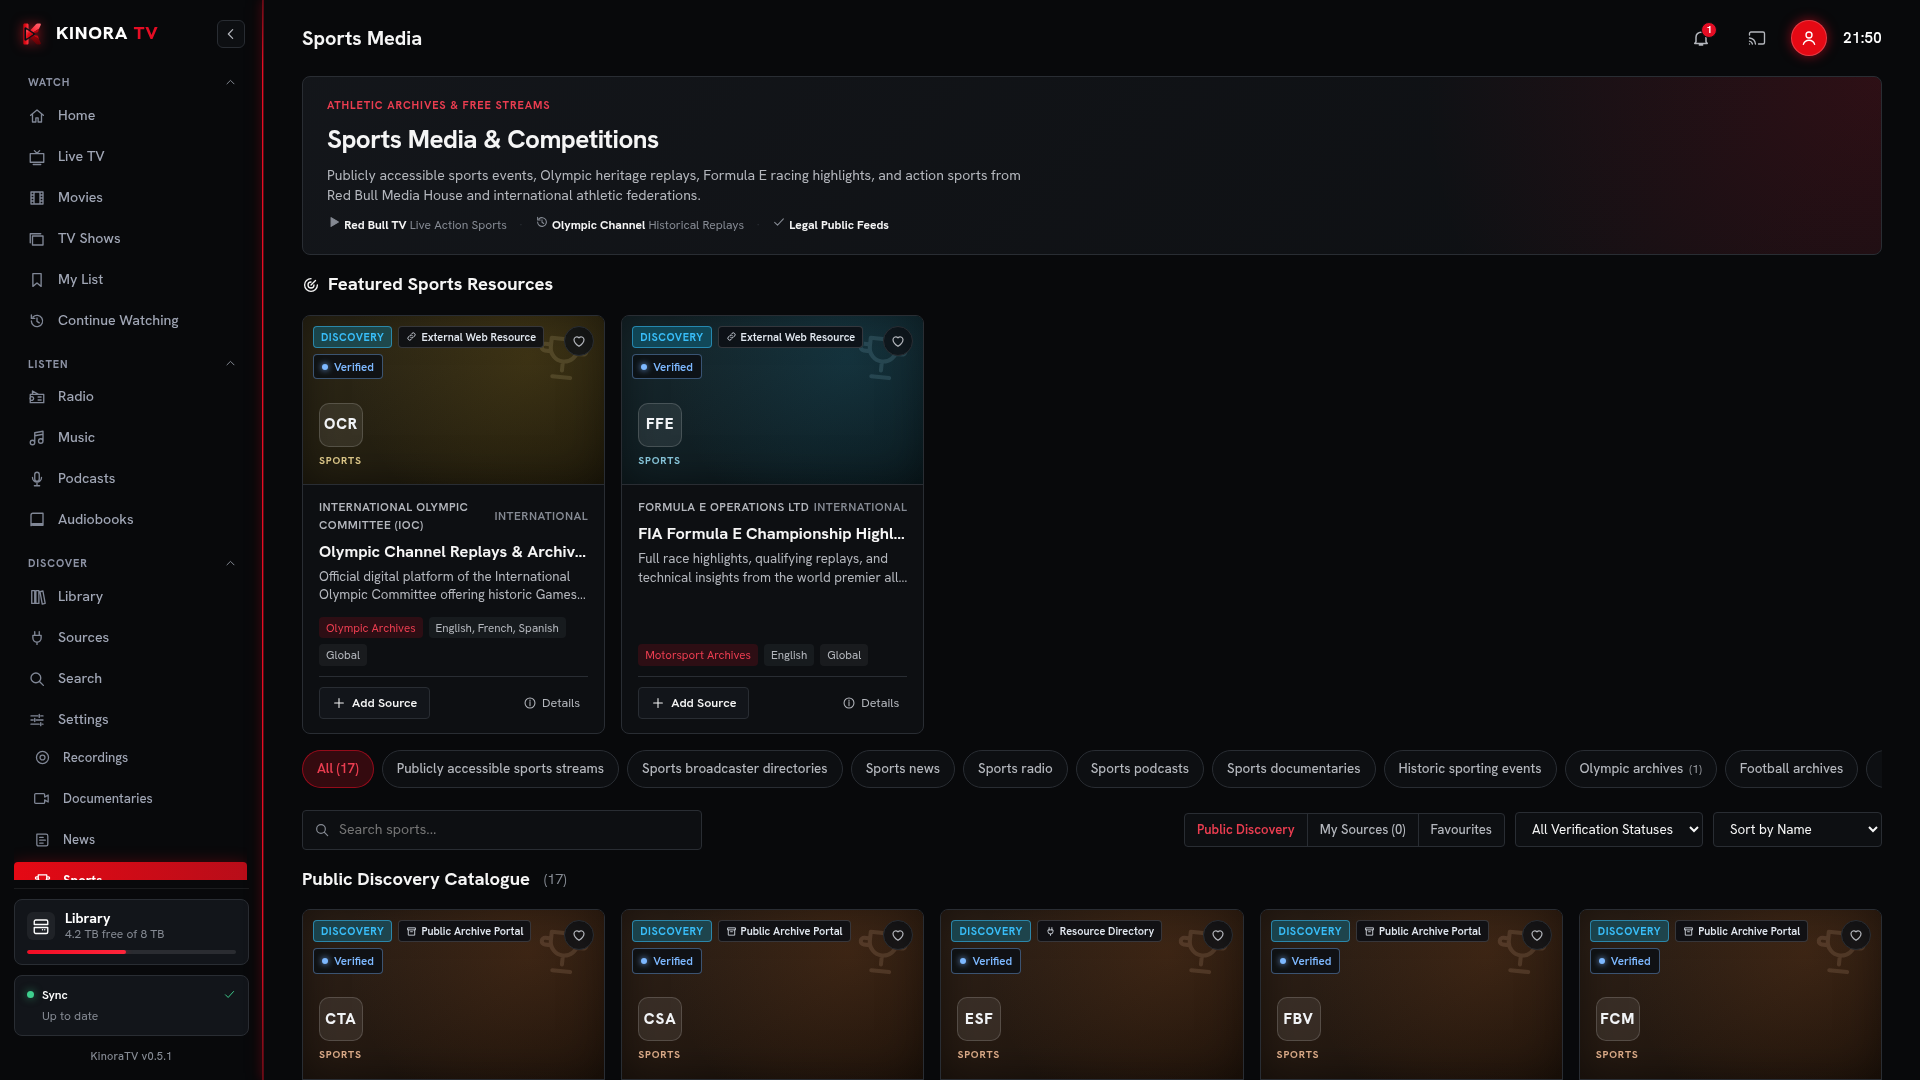 KINORA TV
WATCH
Home
Live TV
Movies
TV Shows
My List
Continue Watching
LISTEN
Radio
Music
Podcasts
Audiobooks
DISCOVER
Library
Sources
Search
Settings
Recordings
Documentaries
News
Sports
Library
4.2 TB free of 8 TB
Sync
Up to date
KinoraTV v0.5.1
Sports Media
1
21:50
ATHLETIC ARCHIVES & FREE STREAMS
Sports Media & Competitions
Publicly accessible sports events, Olympic heritage replays, Formula E racing highlights, and action sports from
Red Bull Media House and international athletic federations.
Red Bull TV Live Action Sports · Olympic Channel Historical Replays · Legal Public Feeds
Featured Sports Resources
DISCOVERY External Web Resource
Verified
OCR
SPORTS
INTERNATIONAL OLYMPIC
COMMITTEE (IOC) INTERNATIONAL
Olympic Channel Replays & Archiv...
Official digital platform of the International
Olympic Committee offering historic Games...
Olympic Archives English, French, Spanish
Global
Add Source Details
DISCOVERY External Web Resource
Verified
FFE
SPORTS
FORMULA E OPERATIONS LTD INTERNATIONAL
FIA Formula E Championship Highl...
Full race highlights, qualifying replays, and
technical insights from the world premier all...
Motorsport Archives English Global
Add Source Details
All (17) Publicly accessible sports streams Sports broadcaster directories Sports news Sports radio Sports podcasts Sports documentaries Historic sporting events Olympic archives (1) Football archives
Search sports...
Public Discovery My Sources (0) Favourites All Verification Statuses Sort by Name
Public Discovery Catalogue (17)
DISCOVERY Public Archive Portal
Verified
CTA
SPORTS
DISCOVERY Public Archive Portal
Verified
CSA
SPORTS
DISCOVERY Resource Directory
Verified
ESF
SPORTS
DISCOVERY Public Archive Portal
Verified
FBV
SPORTS
DISCOVERY Public Archive Portal
Verified
FCM
SPORTS